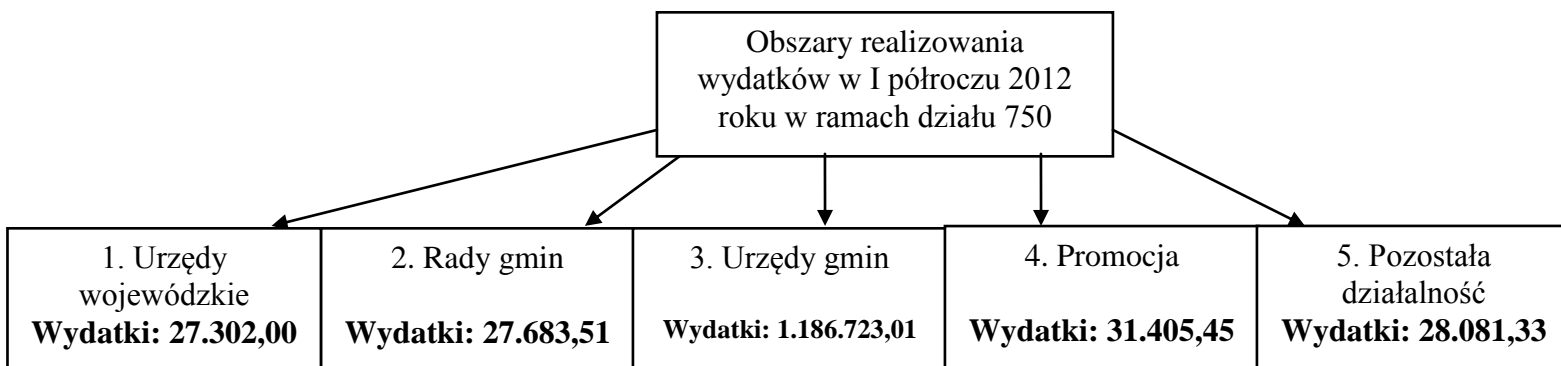 Obszary realizowania
wydatków w I półroczu 2012
roku w ramach działu 750
1. Urzędy
wojewódzkie
Wydatki: 27.302,00
2. Rady gmin
Wydatki: 27.683,51
3. Urzędy gmin
Wydatki: 1.186.723,01
4. Promocja
Wydatki: 31.405,45
5. Pozostała
działalność
Wydatki: 28.081,33